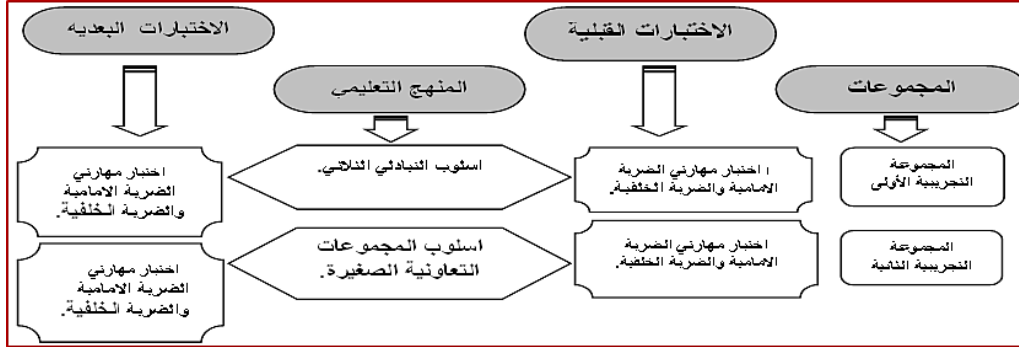 المجموعات
الاختبارات القبلية
المنهج التعليمي
الاختبارات البعديه
المجموعة
التجريبية الأولى
ا اختبار مهارتي الضربة
الامامية والضربة الخلفية.
اسلوب التبادلي الثلاثي.
اختبار مهارتي
الضربة الامامية
والضربة الخلفية.
المجموعة
التجريبية الثانية
اختبار مهارتي الضربة
الامامية والضربة الخلفية.
اسلوب المجموعات
التعاونية الصغيرة.
اختبار مهارتي
الضربة الامامية
والضربة الخلفية.